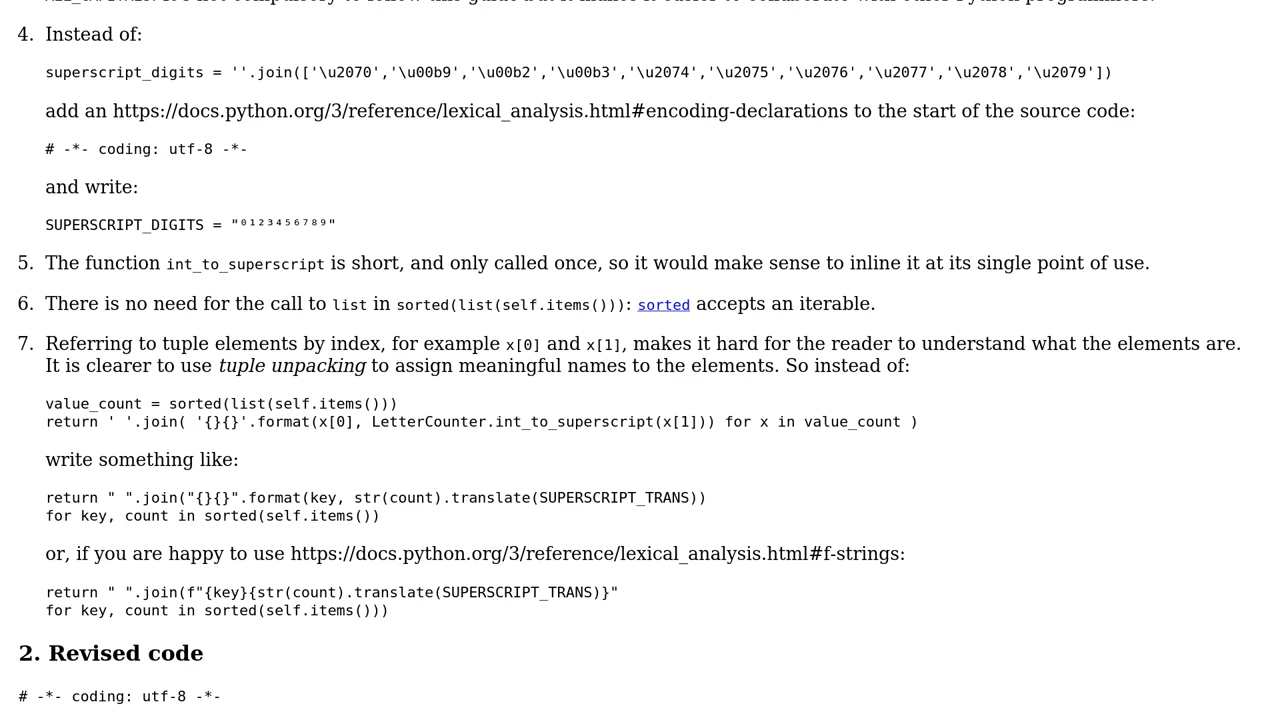 4. Instead of:
superscript_digits = ''.join(['\u2070','\u00b9','\u00b2','\u00b3','\u2074','\u2075','\u2076','\u2077','\u2078','\u2079'])
add an https://docs.python.org/3/reference/lexical_analysis.html#encoding-declarations to the start of the source code:
# -*- coding: utf-8 -*-
and write:
SUPERSCRIPT_DIGITS = "⁰¹²³⁴⁵⁶⁷⁸⁹"
5. The function int_to_superscript is short, and only called once, so it would make sense to inline it at its single point of use.
6. There is no need for the call to list in sorted(list(self.items())): sorted accepts an iterable.
7. Referring to tuple elements by index, for example x[0] and x[1], makes it hard for the reader to understand what the elements are.
It is clearer to use tuple unpacking to assign meaningful names to the elements. So instead of:
value_count = sorted(list(self.items()))
return ' '.join( '{}{}'.format(x[0], LetterCounter.int_to_superscript(x[1])) for x in value_count )
write something like:
return " ".join("{}{}".format(key, str(count).translate(SUPERSCRIPT_TRANS))
for key, count in sorted(self.items())
or, if you are happy to use https://docs.python.org/3/reference/lexical_analysis.html#f-strings:
return " ".join(f"{key}{str(count).translate(SUPERSCRIPT_TRANS)}"
for key, count in sorted(self.items()))
2. Revised code
# -*- coding: utf-8 -*-